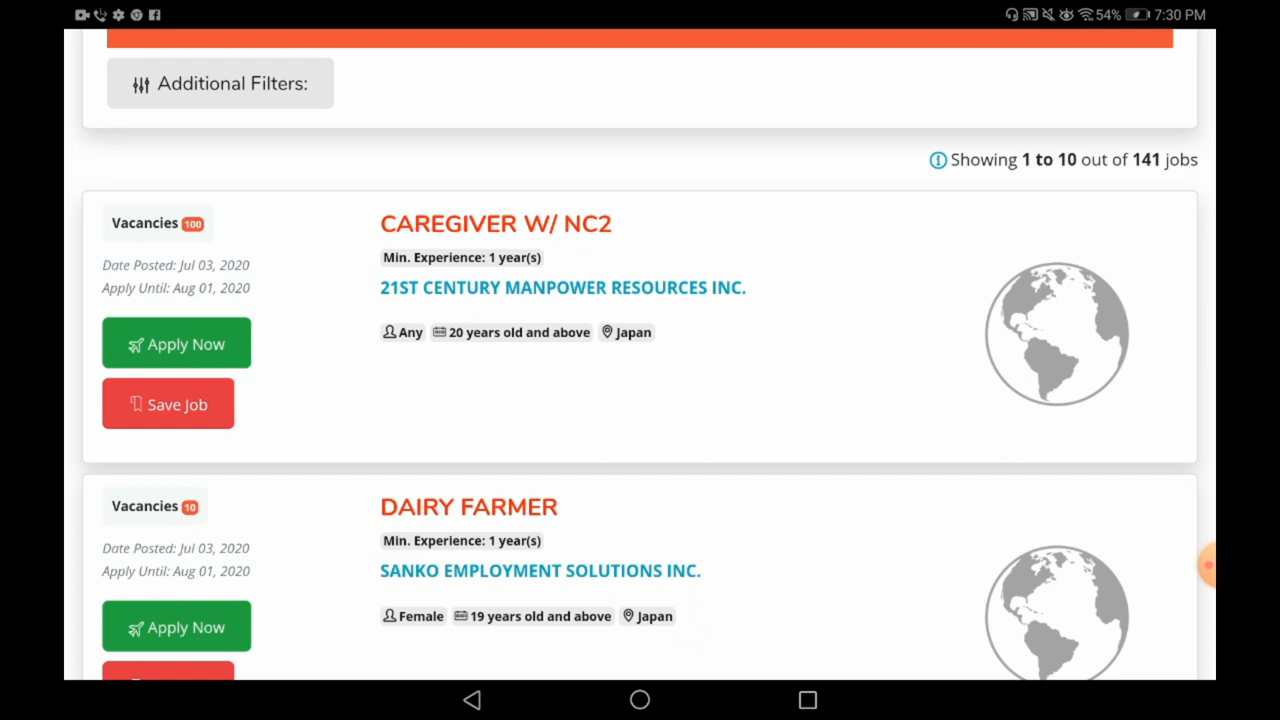 54% 7:30 PM
Additional Filters:
Showing 1 to 10 out of 141 jobs
Vacancies 100
Date Posted: Jul 03, 2020
Apply Until: Aug 01, 2020
Apply Now
Save Job
CAREGIVER W/ NC2
Min. Experience: 1 year(s)
21ST CENTURY MANPOWER RESOURCES INC.
Any 20 years old and above Japan
Vacancies 10
Date Posted: Jul 03, 2020
Apply Until: Aug 01, 2020
Apply Now
DAIRY FARMER
Min. Experience: 1 year(s)
SANKO EMPLOYMENT SOLUTIONS INC.
Female 19 years old and above Japan